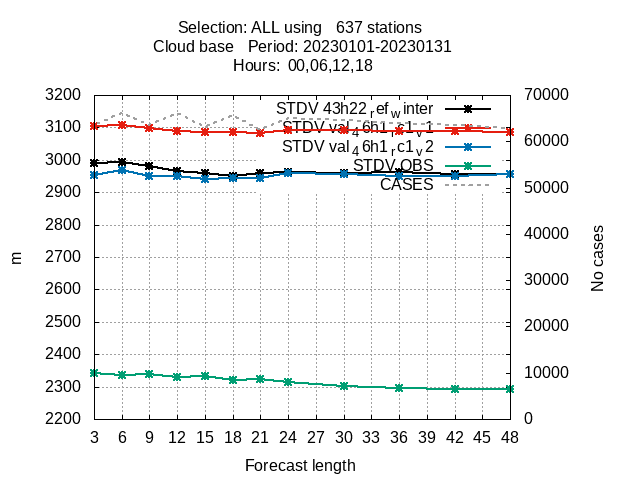 Selection: ALL using   637 stations
Cloud base   Period: 20230101-20230131
Hours:  00,06,12,18
3200
3100
3000
2900
2800
2700
2600
2500
2400
2300
2200
m
70000
60000
50000
40000
30000
20000
10000
0
No cases
STDV 43h22_ref_winter
STDV val_46h1_rc1_v1
STDV val_46h1_rc1_v2
STDV OBS
CASES
3 6 9 12 15 18 21 24 27 30 33 36 39 42 45 48
Forecast length